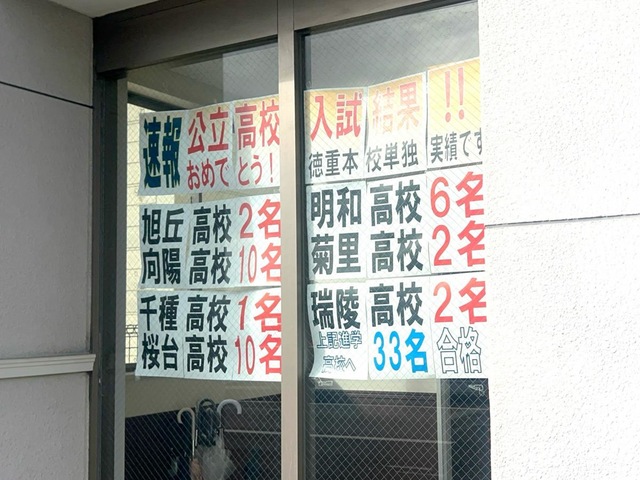 速報 公立高校 入試結果!!
おめでとう! 徳重本校単独実績です
旭丘高校2名 明和高校6名
向陽高校10名 菊里高校2名
千種高校1名 瑞陵高校2名
桜台高校10名 上記進学高校へ33名合格